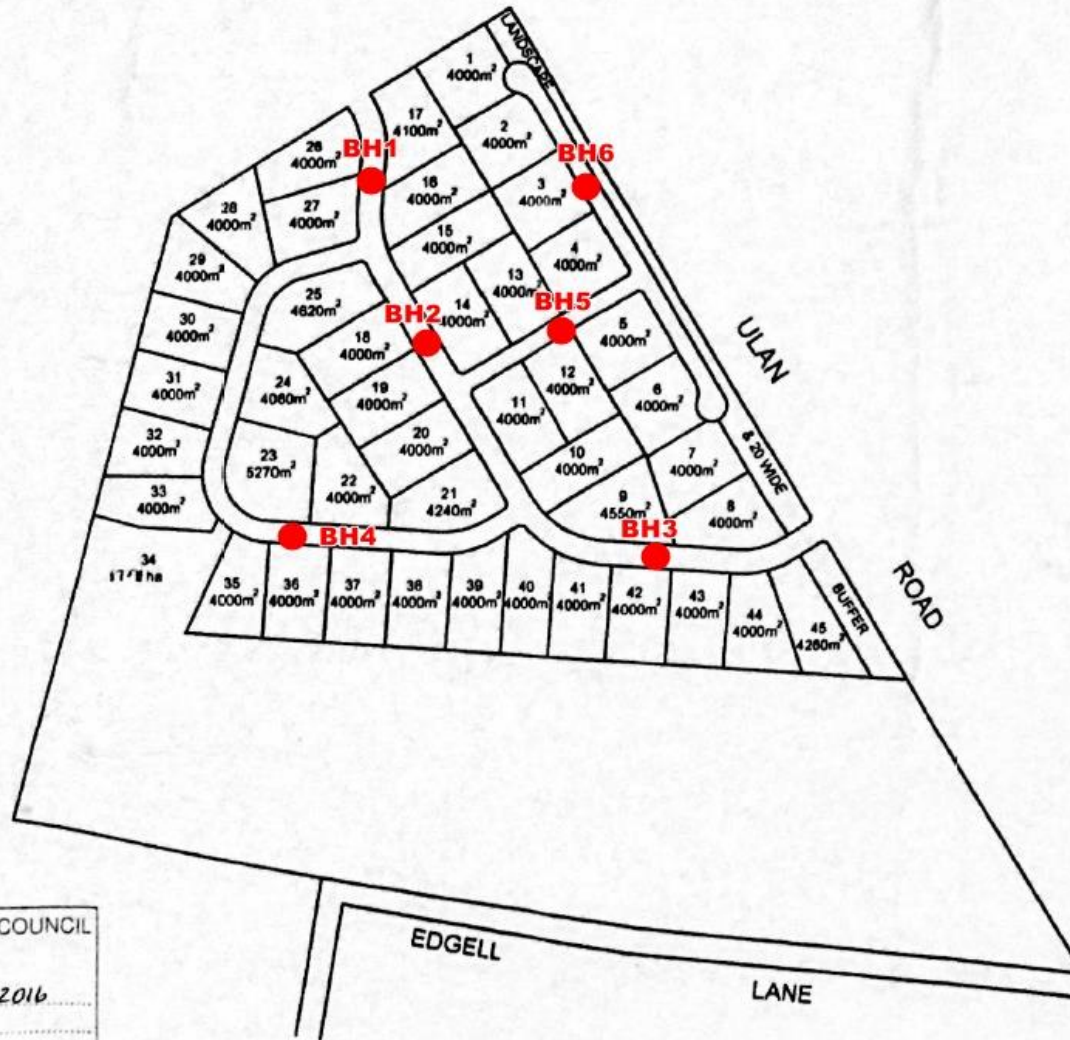 LANDSCAPE
1
4000m²
17
4100m²
2
4000m²
26
4000m²
BH1
BH6
16
4000m²
3
4000m²
28
4000m²
27
4000m²
15
4000m²
4
4000m²
29
4000m²
13
4000m²
25
4620m²
14
4000m²
BH2
BH5
30
4000m²
18
4000m²
5
4000m²
ULAN
31
4000m²
24
4060m²
19
4000m²
12
4000m²
6
4000m²
11
4000m²
32
4000m²
20
4000m²
23
5270m²
10
4000m²
7
4000m²
& 20 WIDE
33
4000m²
22
4000m²
21
4240m²
9
4550m²
8
4000m²
BH4
BH3
34
ha
35
4000m²
36
4000m²
37
4000m²
38
4000m²
39
4000m²
40
4000m²
41
4000m²
42
4000m²
43
4000m²
44
4000m²
45
4260m²
BUFFER
ROAD
COUNCIL
2016
EDGELL
LANE